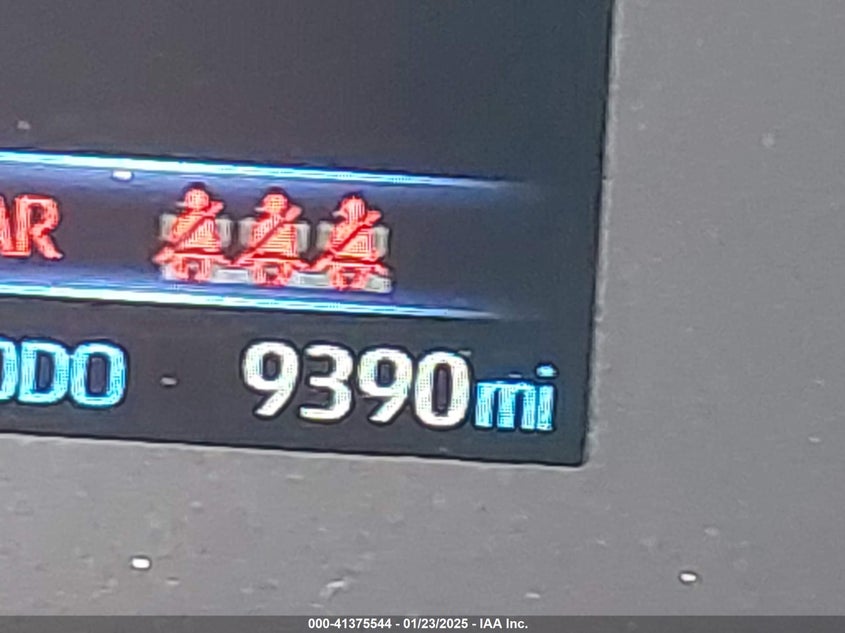 AR
ODO 9390mi
000-41375544 - 01/23/2025 - IAA Inc.